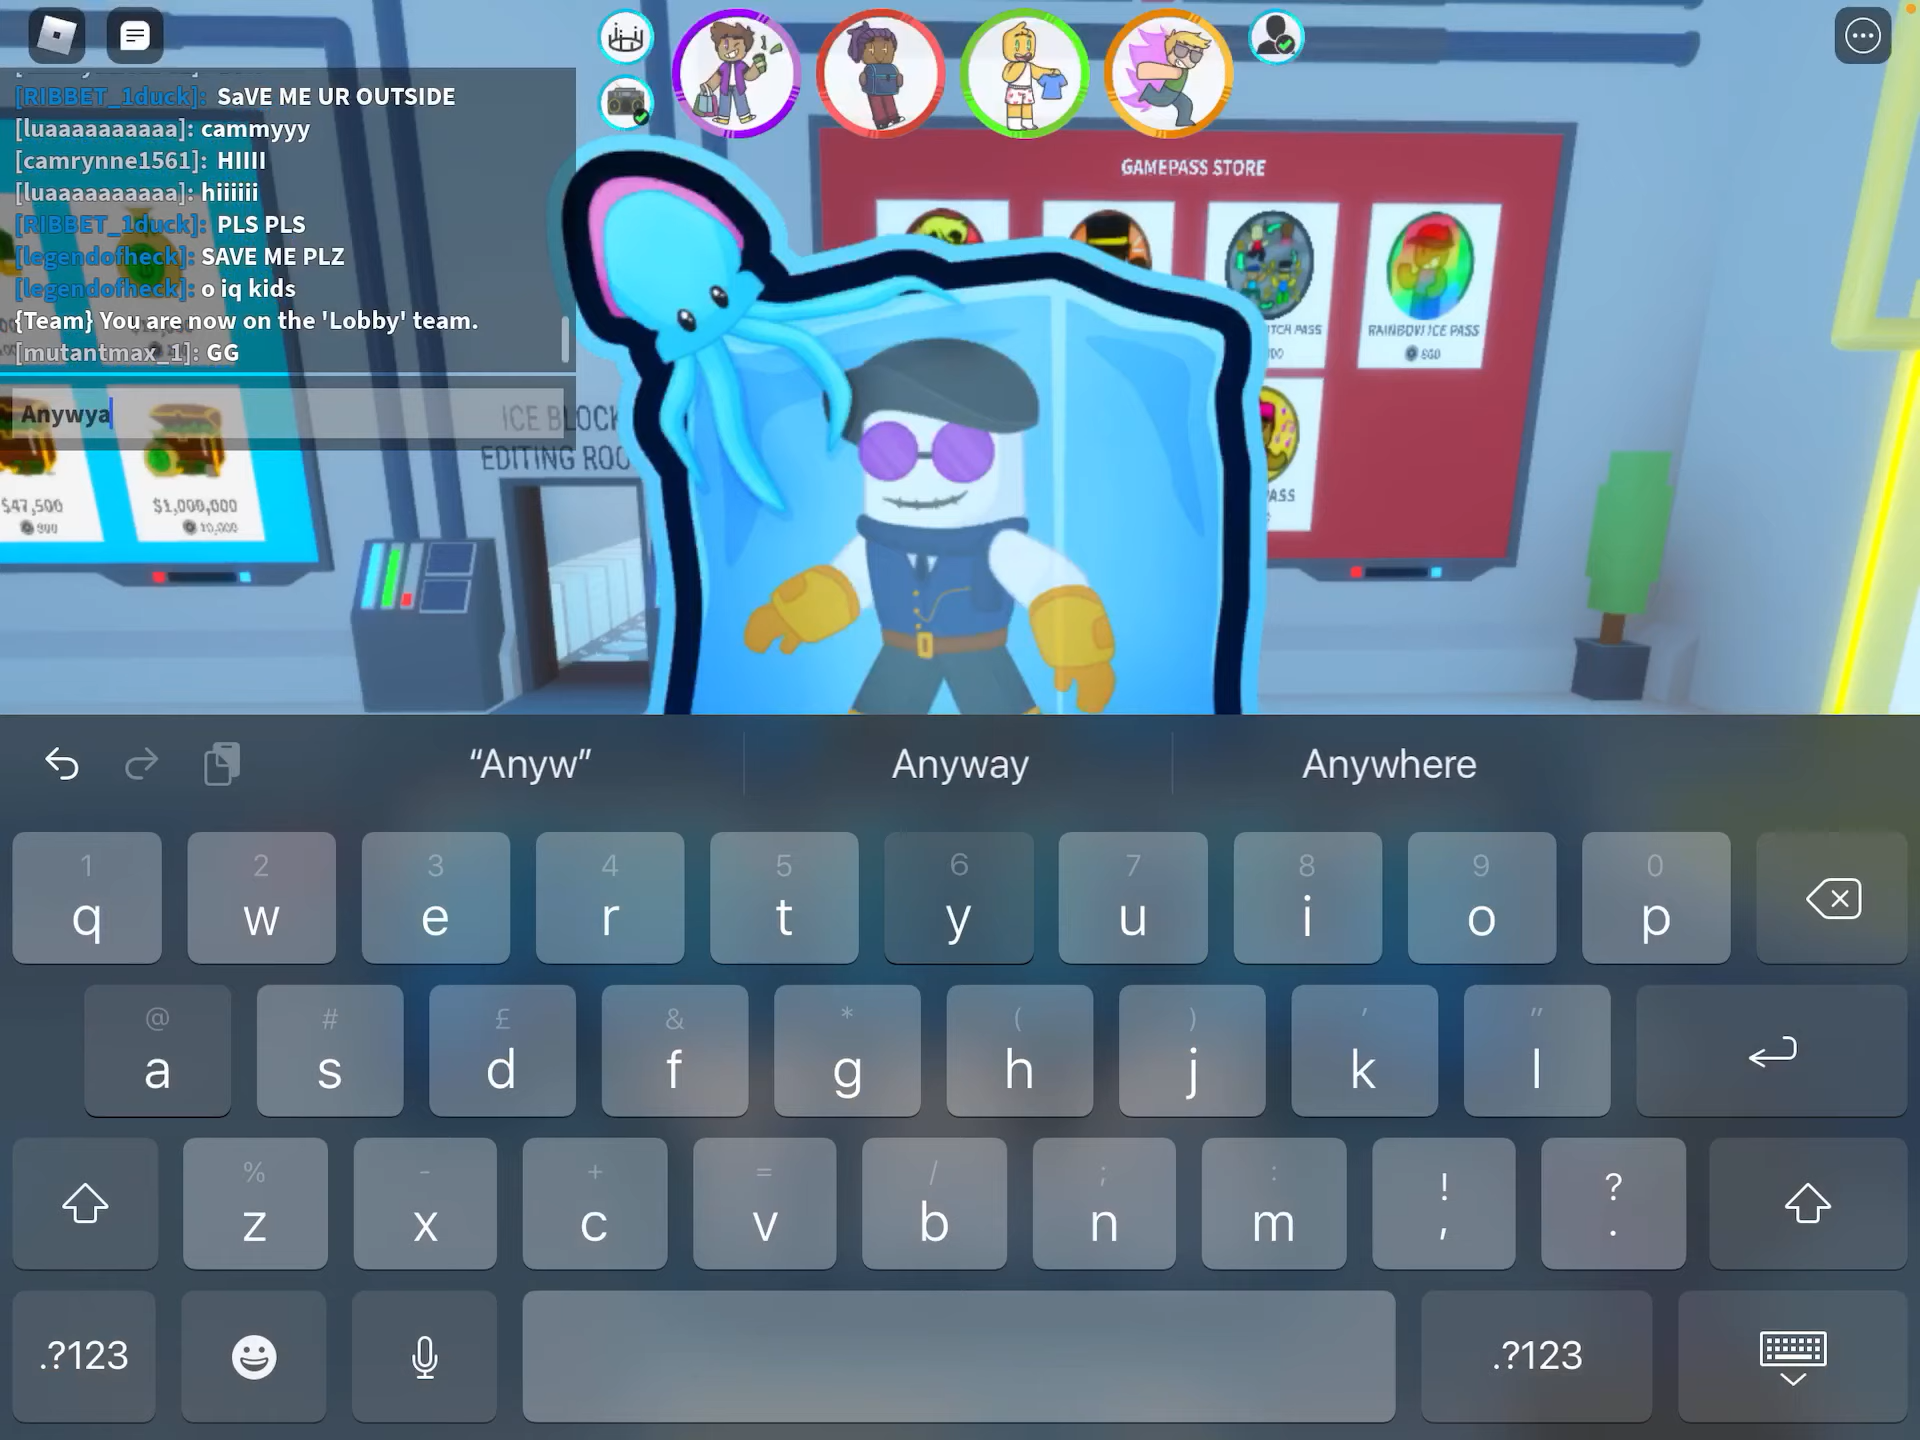 [RIBBET_1duck]: SaVE ME UR OUTSIDE
[luaaaaaaaaaa]: cammyyy
[camrynne1561]: HIIII
[luaaaaaaaaaa]: hiiiiii
[RIBBET_1duck]: PLS PLS
[legendofheck]: SAVE ME PLZ
[legendofheck]: o iq kids
{Team} You are now on the 'Lobby' team.
[mutantmax_1]: GG
Anywya
GAMEPASS STORE
PASS
RAINBOW ICE PASS
ICE BLOCK
EDITING
$47,500
$1,000,000
10,000
"Anyw" Anyway Anywhere
1 2 3 4 5 6 7 8 9 0
q w e r t y u i o p
@ # £ & * ( ) ' "
a s d f g h j k l
% - + = / ; : ! ?
z x c v b n m , .
.?123 .?123